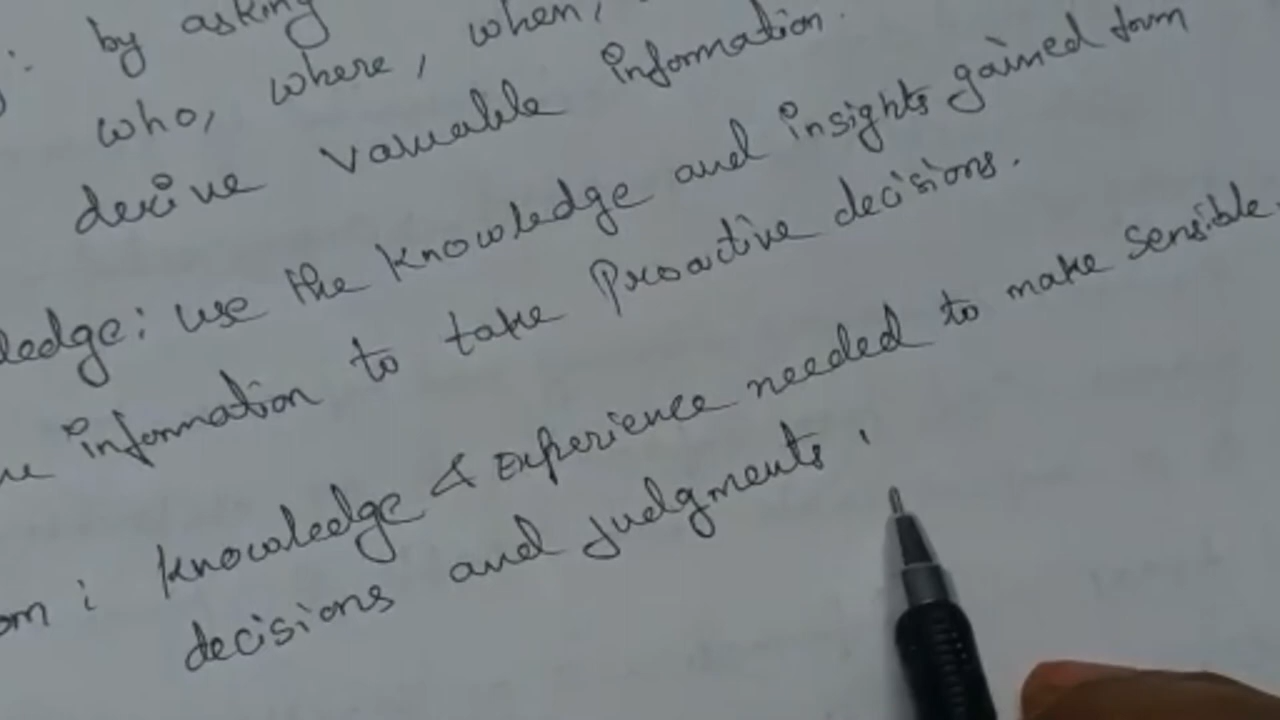 : by asking
who, where, when,
derive valuable information.
ledge: use the knowledge and insights gained form
information to take Proactive decisions.
om : knowledge & experience needed to make sensible
decisions and judgments.